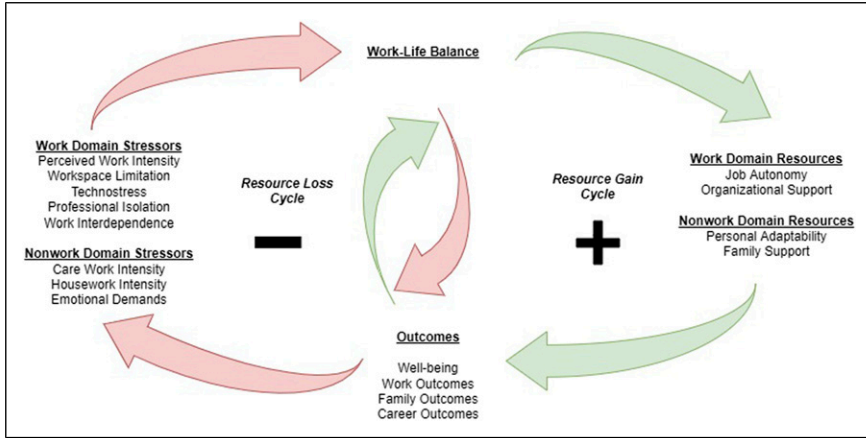 Work-Life Balance
Work Domain Stressors
Perceived Work Intensity
Workspace Limitation
Technostress
Professional Isolation
Work Interdependence
Nonwork Domain Stressors
Care Work Intensity
Housework Intensity
Emotional Demands
Resource Loss
Cycle
Resource Gain
Cycle
Work Domain Resources
Job Autonomy
Organizational Support
Nonwork Domain Resources
Personal Adaptability
Family Support
Outcomes
Well-being
Work Outcomes
Family Outcomes
Career Outcomes